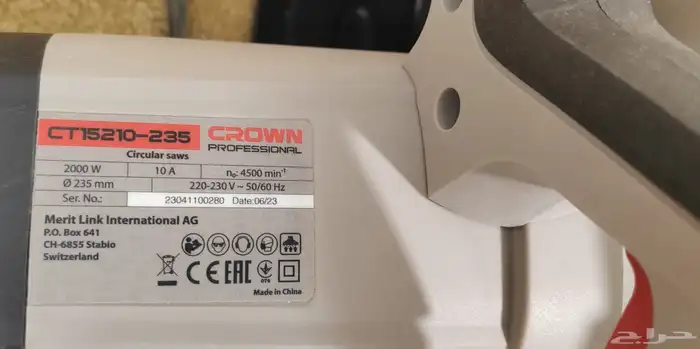 CT15210-235 CROWN
PROFESSIONAL
Circular saws
2000 W 10 A n₀: 4500 min⁻¹
Ø 235 mm 220-230 V ~ 50/60 Hz
Ser. No.: 23041100280 Date:06/23
Merit Link International AG
P.O. Box 641
CH-6855 Stabio
Switzerland
CE EAC
Made in China
حراج